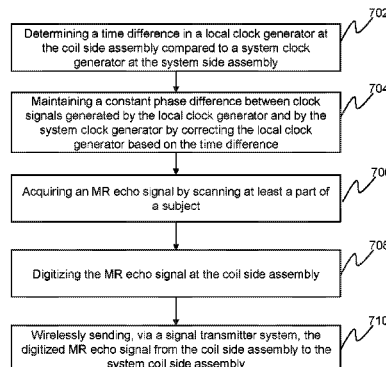 702
Determining a time difference in a local clock generator at
the coil side assembly compared to a system clock
generator at the system side assembly
704
Maintaining a constant phase difference between clock
signals generated by the local clock generator and by the
system clock generator by correcting the local clock
generator based on the time difference
706
Acquiring an MR echo signal by scanning at least a part of
a subject
708
Digitizing the MR echo signal at the coil side assembly
710
Wirelessly sending, via a signal transmitter system, the
digitized MR echo signal from the coil side assembly to the
system coil side assembly